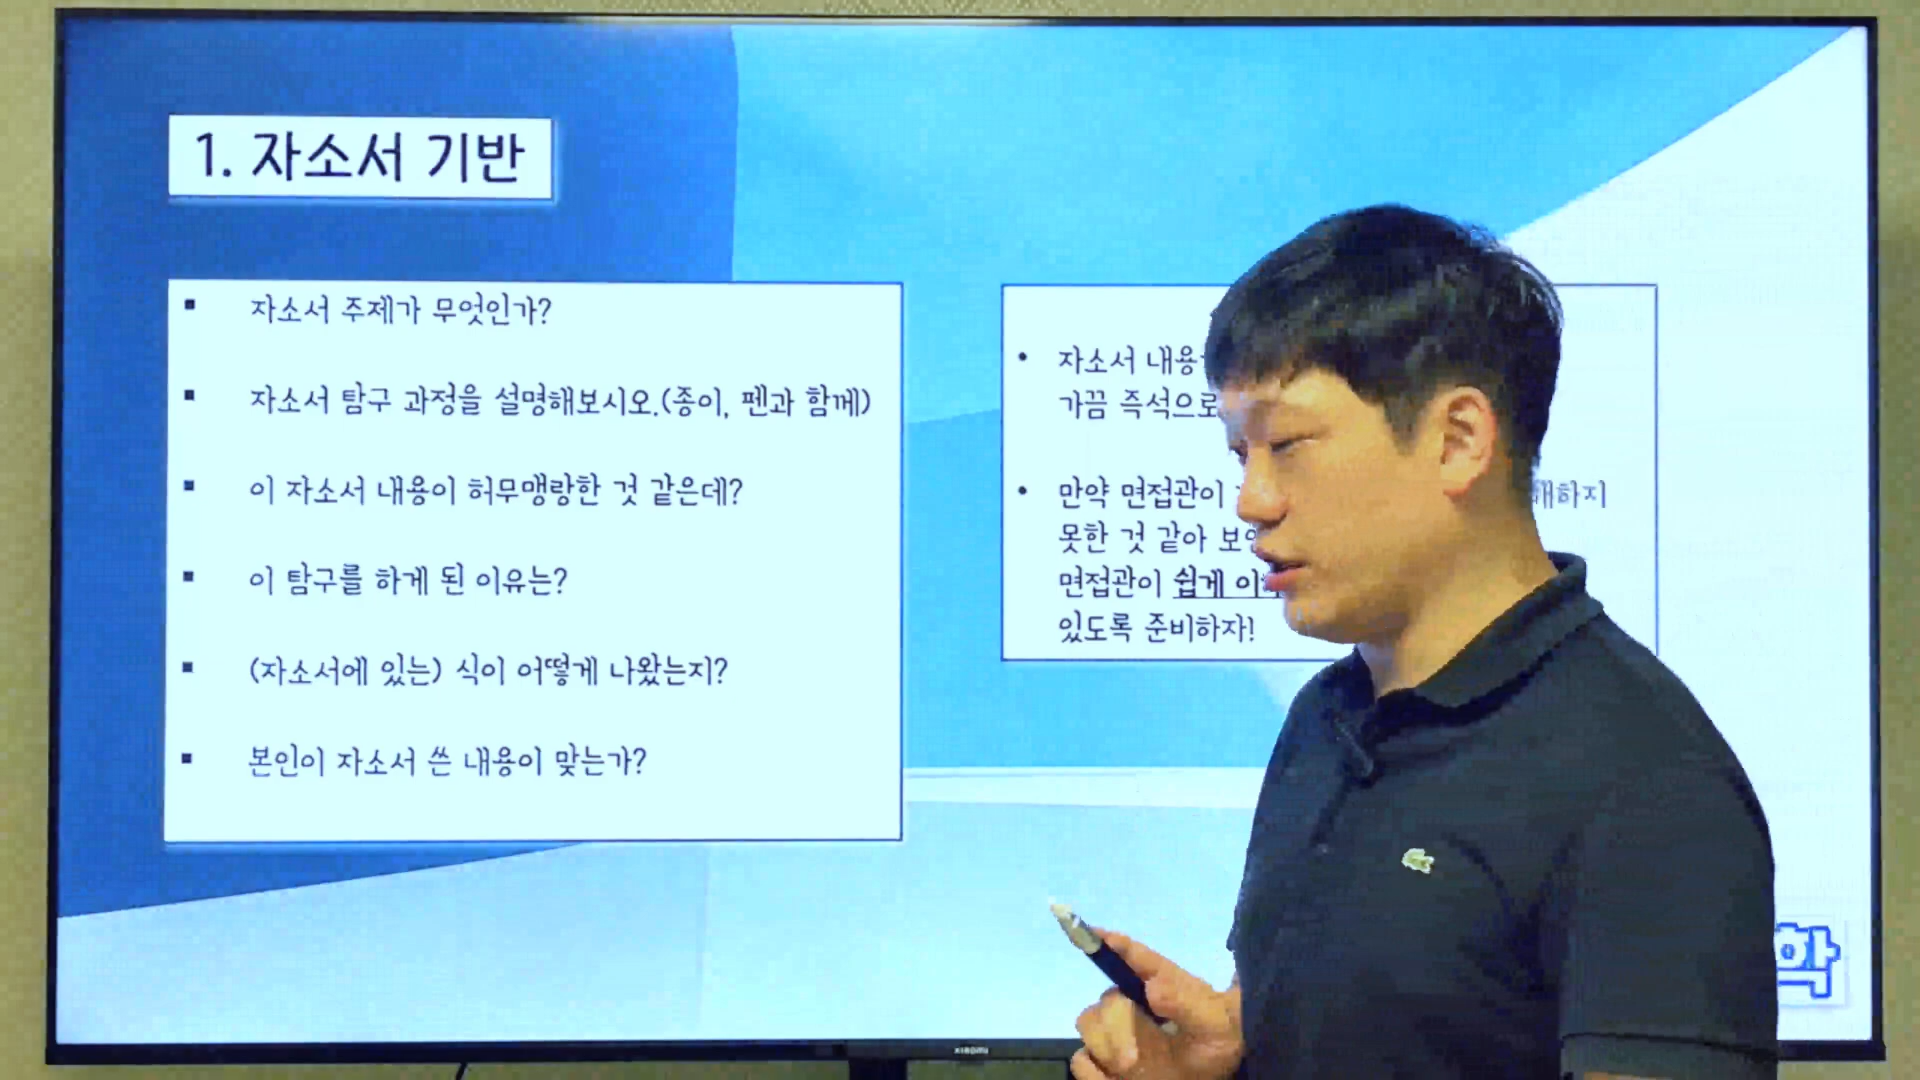 1. 자소서 기반
자소서 주제가 무엇인가?
자소서 탐구 과정을 설명해보시오.(종이, 펜과 함께)
이 자소서 내용이 허무맹랑한 것 같은데?
이 탐구를 하게 된 이유는?
(자소서에 있는) 식이 어떻게 나왔는지?
본인이 자소서 쓴 내용이 맞는가?
자소서 내용
가끔 즉석으로
만약 면접관이
못한 것 같아
면접관이 쉽게
있도록 준비하자!
학
XIAOMI